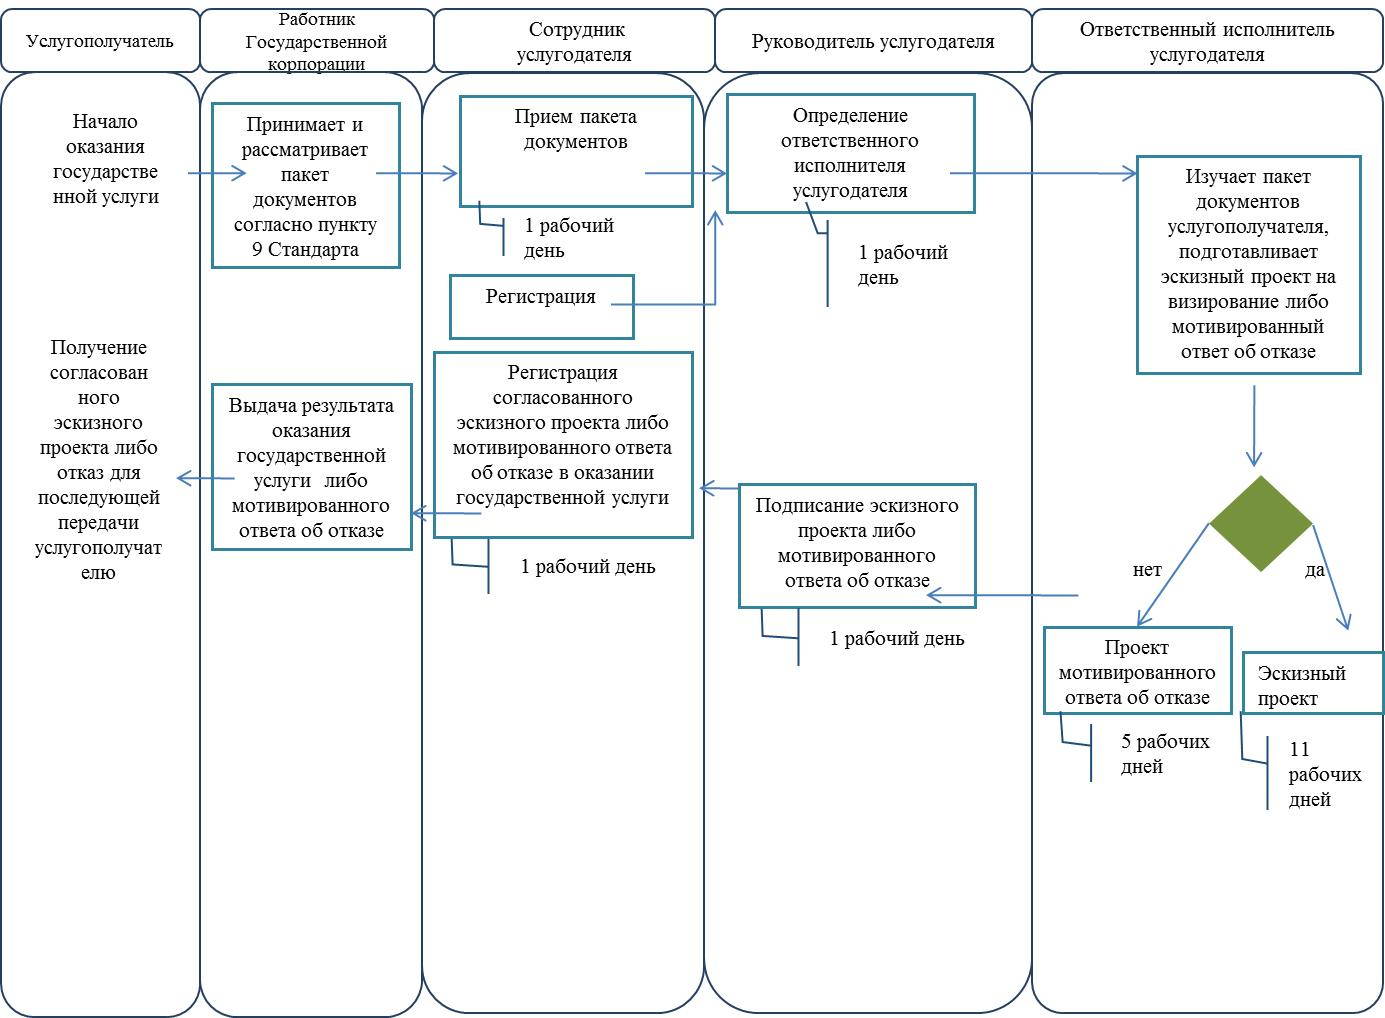 Услугополучатель
Работник
Государственной
корпорации
Сотрудник
услугодателя
Руководитель услугодателя
Ответственный исполнитель
услугодателя
Начало
оказания
государстве
нной услуги
Принимает и
рассматривает
пакет
документов
согласно пункту
9 Стандарта
Прием пакета
документов
1 рабочий
день
Регистрация
Определение
ответственного
исполнителя
услугодателя
1 рабочий
день
Изучает пакет
документов
услугополучателя,
подготавливает
эскизный проект на
визирование либо
мотивированный
ответ об отказе
нет
да
Проект
мотивированного
ответа об отказе
5 рабочих
дней
Эскизный
проект
11
рабочих
дней
Подписание эскизного
проекта либо
мотивированного
ответа об отказе
1 рабочий день
Регистрация
согласованного
эскизного проекта либо
мотивированного ответа
об отказе в оказании
государственной услуги
1 рабочий день
Выдача результата
оказания
государственной
услуги либо
мотивированного
ответа об отказе
Получение
согласован
ного
эскизного
проекта либо
отказ для
последующей
передачи
услугополучат
елю